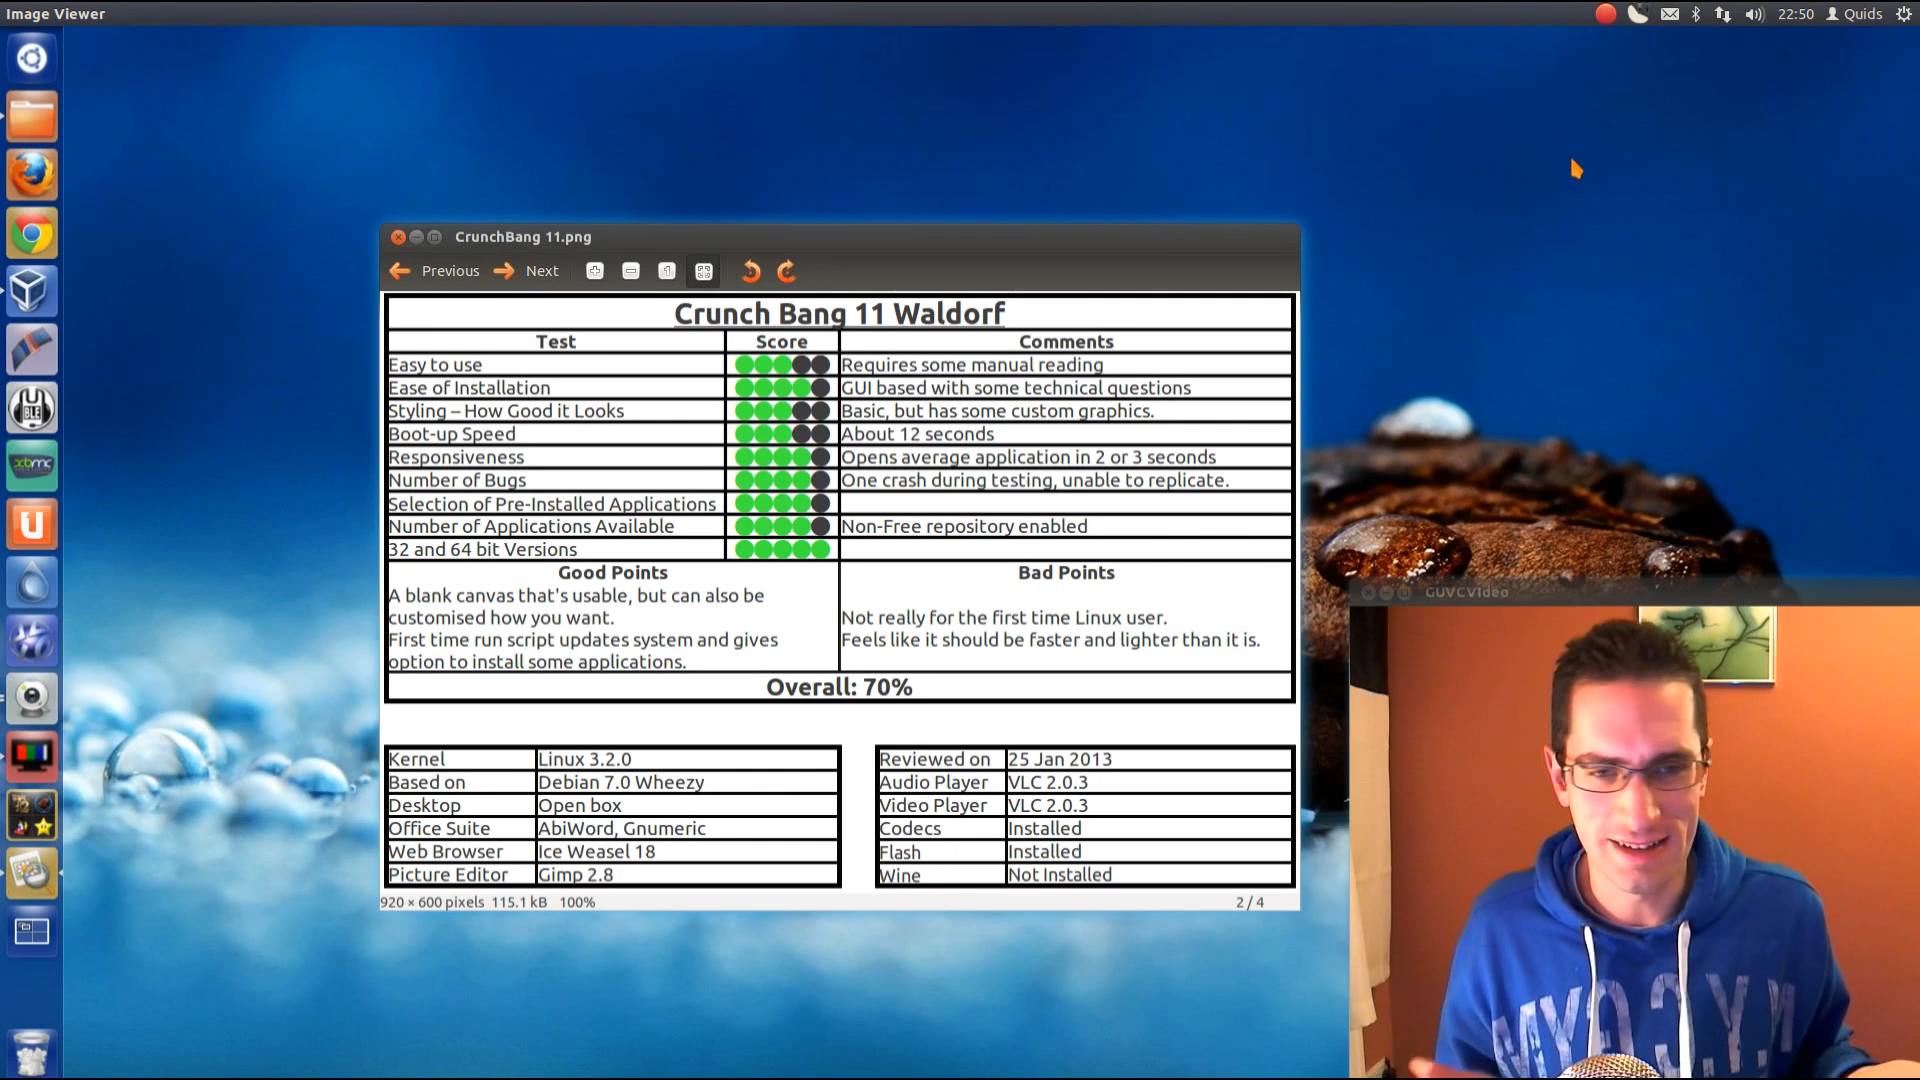 Image Viewer
22:50 Quids
CrunchBang 11.png
Previous Next
Crunch Bang 11 Waldorf
Test Score Comments
Easy to use Requires some manual reading
Ease of Installation GUI based with some technical questions
Styling – How Good it Looks Basic, but has some custom graphics.
Boot-up Speed About 12 seconds
Responsiveness Opens average application in 2 or 3 seconds
Number of Bugs One crash during testing, unable to replicate.
Selection of Pre-Installed Applications
Number of Applications Available Non-Free repository enabled
32 and 64 bit Versions
Good Points
A blank canvas that's usable, but can also be
customised how you want.
First time run script updates system and gives
option to install some applications.
Bad Points
Not really for the first time Linux user.
Feels like it should be faster and lighter than it is.
Overall: 70%
Kernel Linux 3.2.0
Based on Debian 7.0 Wheezy
Desktop Open box
Office Suite AbiWord, Gnumeric
Web Browser Ice Weasel 18
Picture Editor Gimp 2.8
Reviewed on 25 Jan 2013
Audio Player VLC 2.0.3
Video Player VLC 2.0.3
Codecs Installed
Flash Installed
Wine Not Installed
920 × 600 pixels 115.1 kB 100% 2 / 4
GUVCVideo
xbmc
BLE